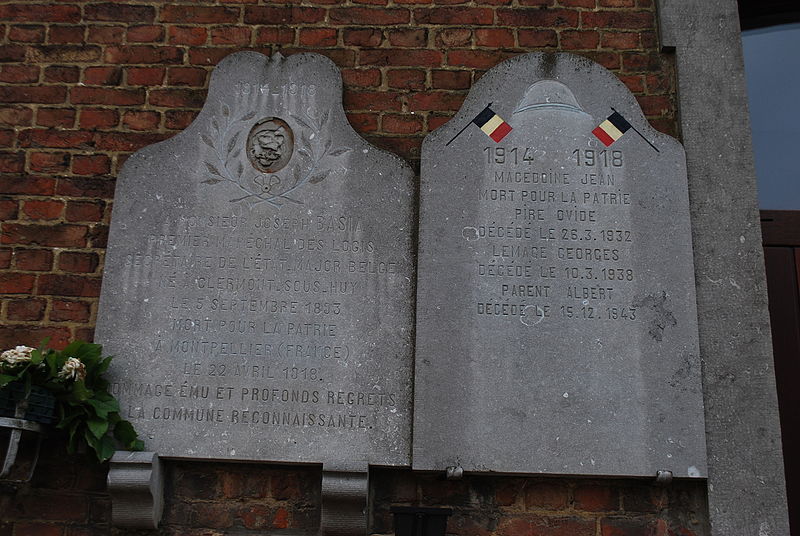 1914-1918
A MONSIEUR JOSEPH BASIA
PREMIER MARÉCHAL DES LOGIS
SECRÉTAIRE DE L'ÉTAT.MAJOR BELGE
NÉ A CLERMONT.SOUS.HUY
LE 5 SEPTEMBRE 1893
MORT POUR LA PATRIE
A MONTPELLIER (FRANCE)
LE 22 AVRIL 1918.
HOMMAGE ÉMU ET PROFONDS REGRETS
LA COMMUNE RECONNAISSANTE.
1914 1918
MACEDOINE JEAN
MORT POUR LA PATRIE
PIRE OVIDE
DÉCÉDÉ LE 26.3.1932
LEMAGE GEORGES
DÉCÉDÉ LE 10.3.1938
PARENT ALBERT
DÉCÉDÉ LE 15.12.1943